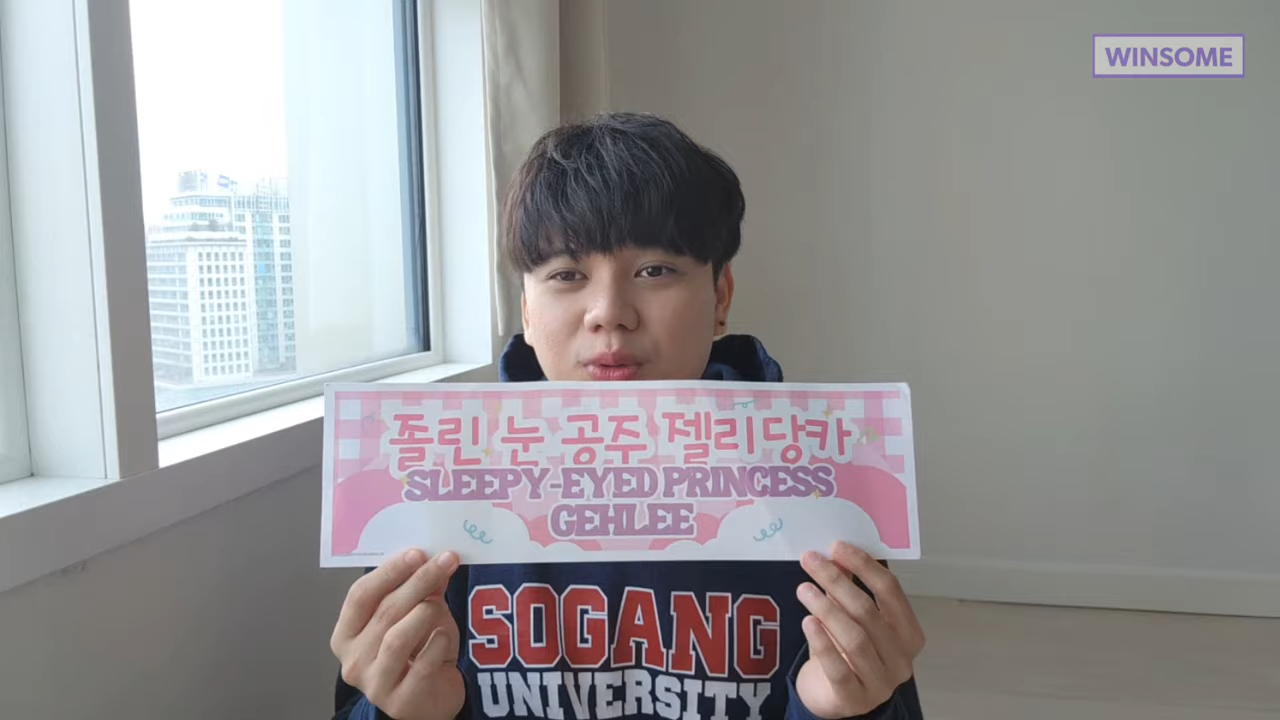 WINSOME
졸린 눈 공주 젤리당카
SLEEPY-EYED PRINCESS
GEHLEE
SOGANG
UNIVERSITY